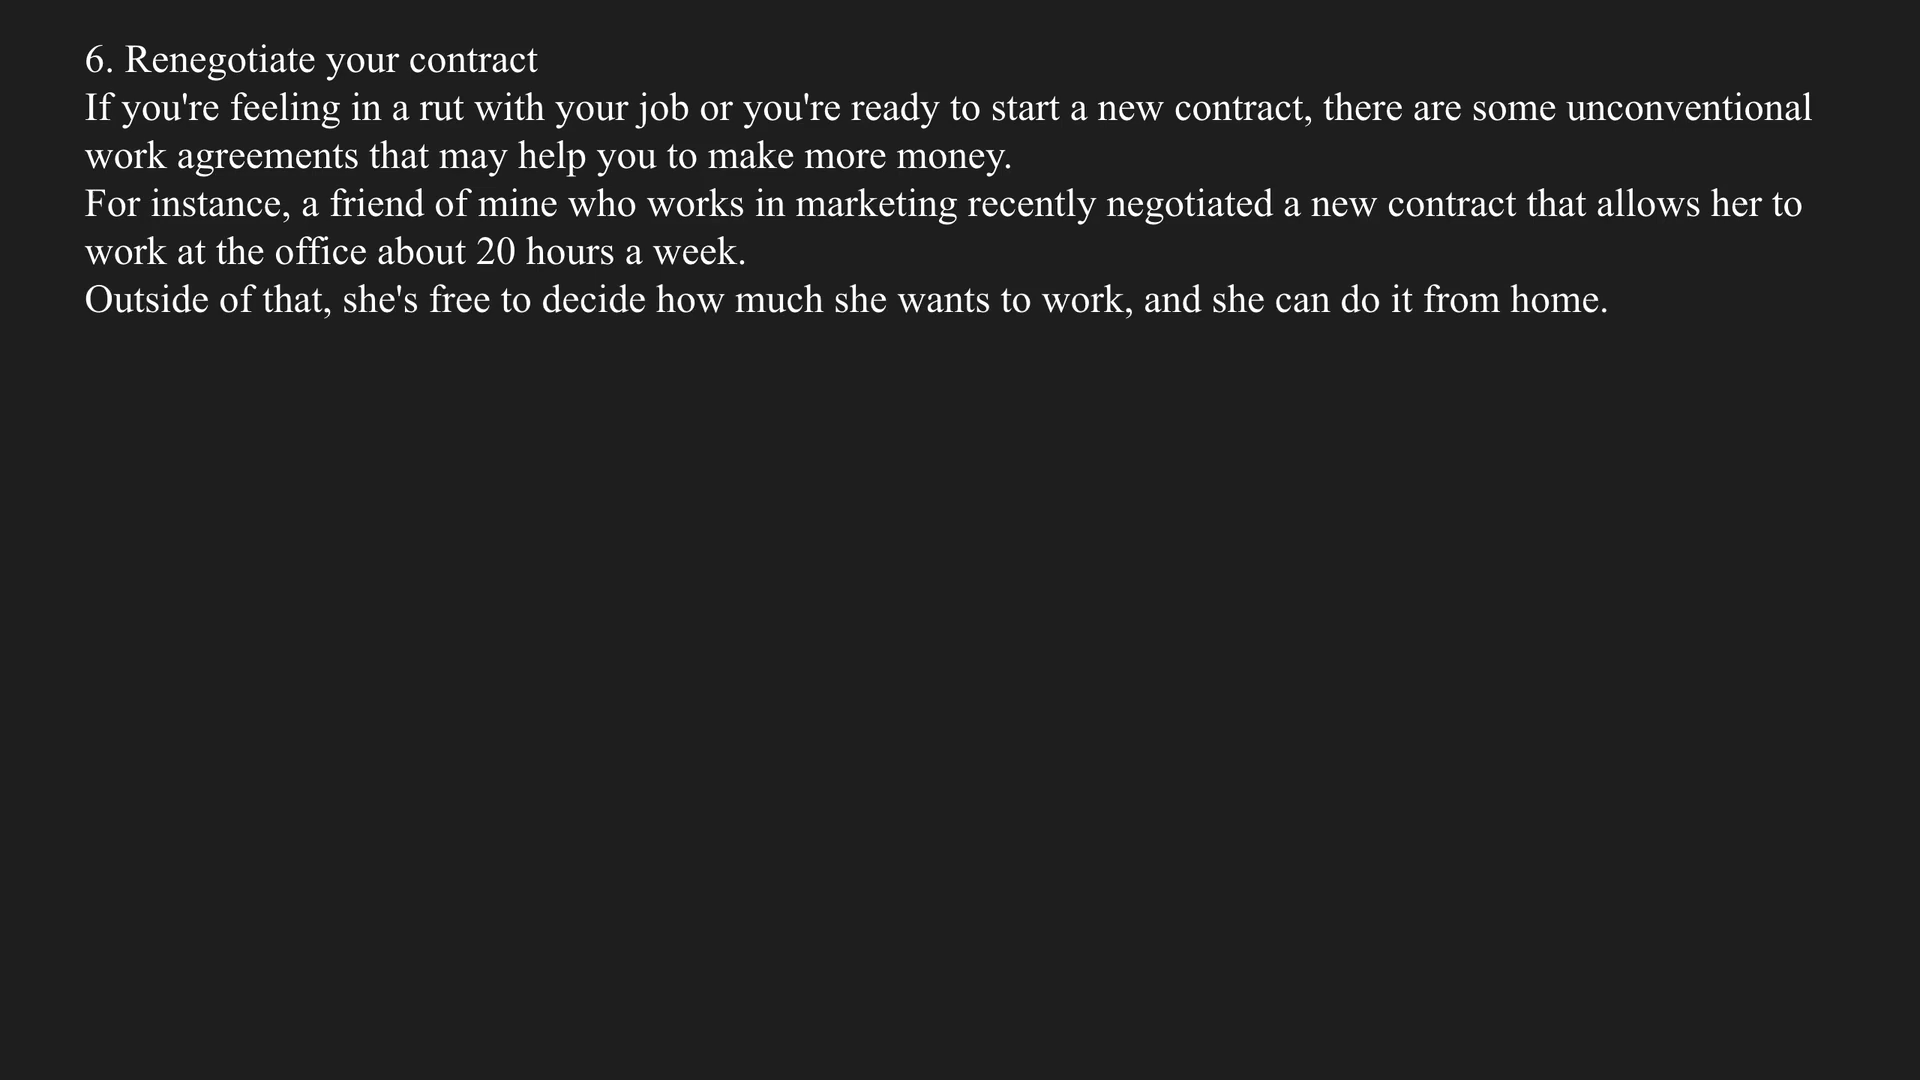 6. Renegotiate your contract
If you're feeling in a rut with your job or you're ready to start a new contract, there are some unconventional
work agreements that may help you to make more money.
For instance, a friend of mine who works in marketing recently negotiated a new contract that allows her to
work at the office about 20 hours a week.
Outside of that, she's free to decide how much she wants to work, and she can do it from home.